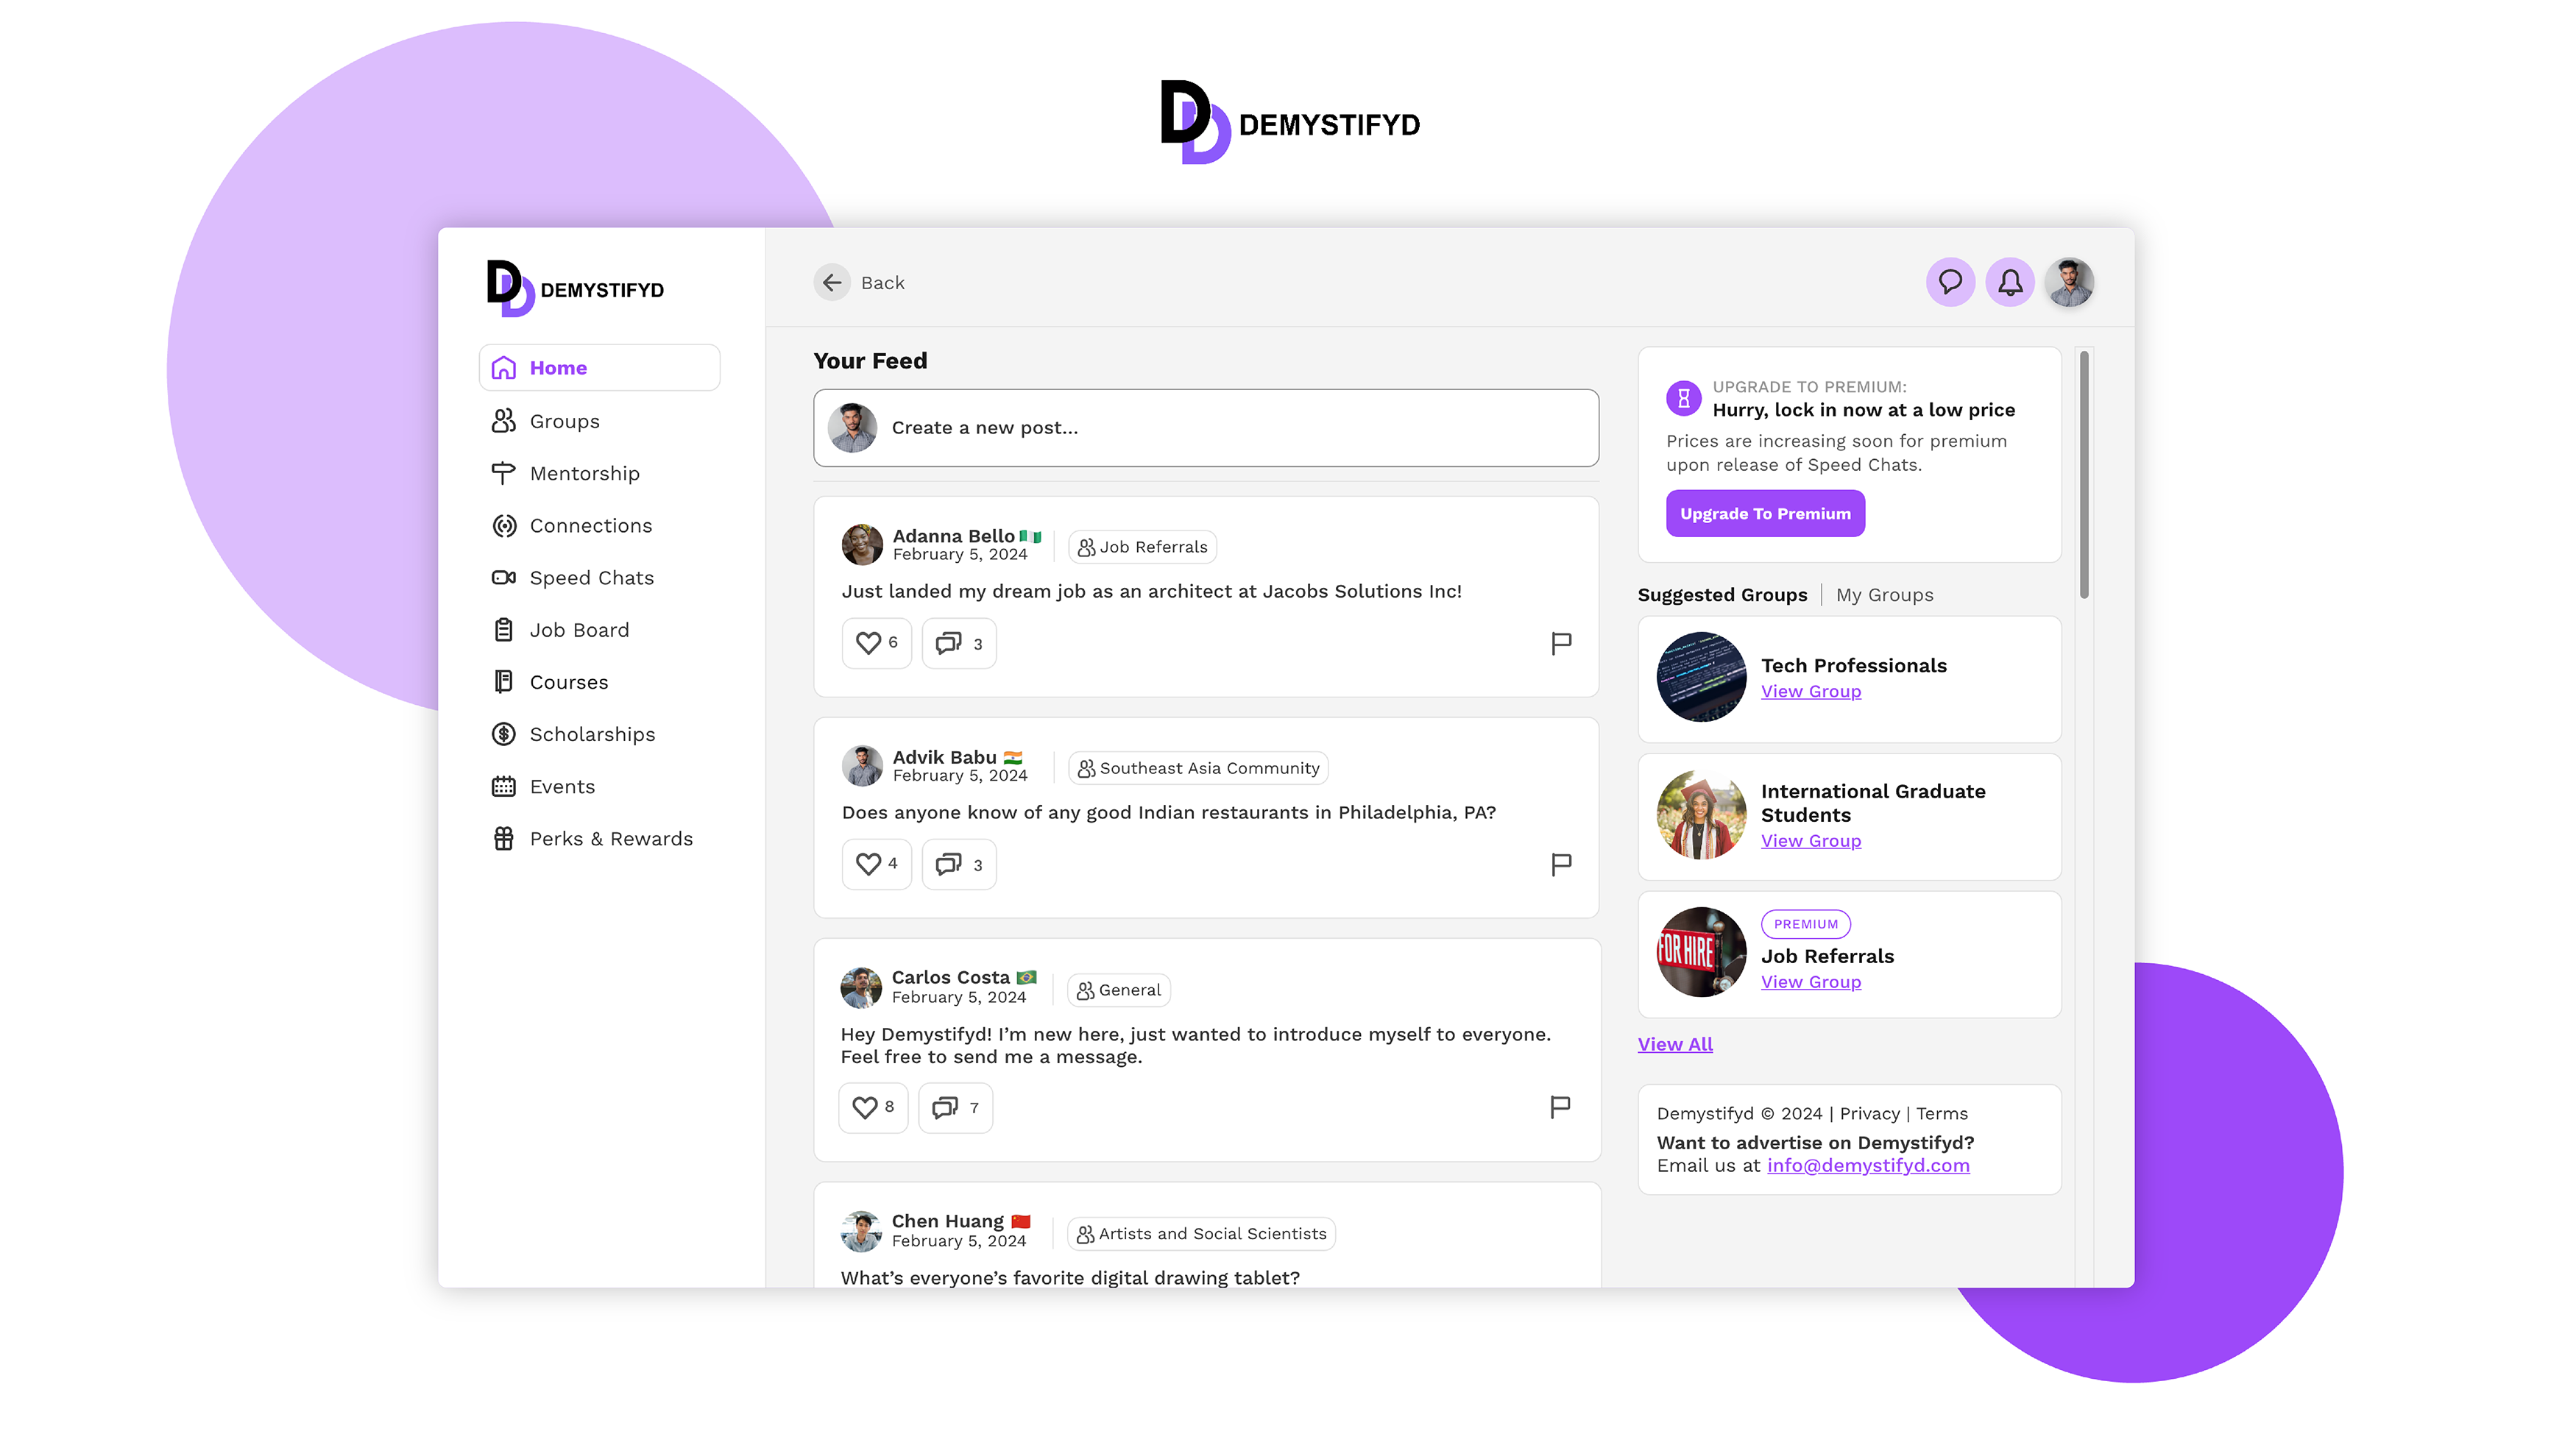 DEMYSTIFYD
DEMYSTIFYD
Home
Groups
Mentorship
Connections
Speed Chats
Job Board
Courses
Scholarships
Events
Perks & Rewards
Back
Your Feed
Create a new post...
Adanna Bello
February 5, 2024
Job Referrals
Just landed my dream job as an architect at Jacobs Solutions Inc!
6
3
Advik Babu
February 5, 2024
Southeast Asia Community
Does anyone know of any good Indian restaurants in Philadelphia, PA?
4
3
Carlos Costa
February 5, 2024
General
Hey Demystifyd! I’m new here, just wanted to introduce myself to everyone.
Feel free to send me a message.
8
7
Chen Huang
February 5, 2024
Artists and Social Scientists
What’s everyone’s favorite digital drawing tablet?
UPGRADE TO PREMIUM:
Hurry, lock in now at a low price
Prices are increasing soon for premium
upon release of Speed Chats.
Upgrade To Premium
Suggested Groups | My Groups
Tech Professionals
View Group
International Graduate
Students
View Group
FOR HIRE
PREMIUM
Job Referrals
View Group
View All
Demystifyd © 2024 | Privacy | Terms
Want to advertise on Demystifyd?
Email us at info@demystifyd.com